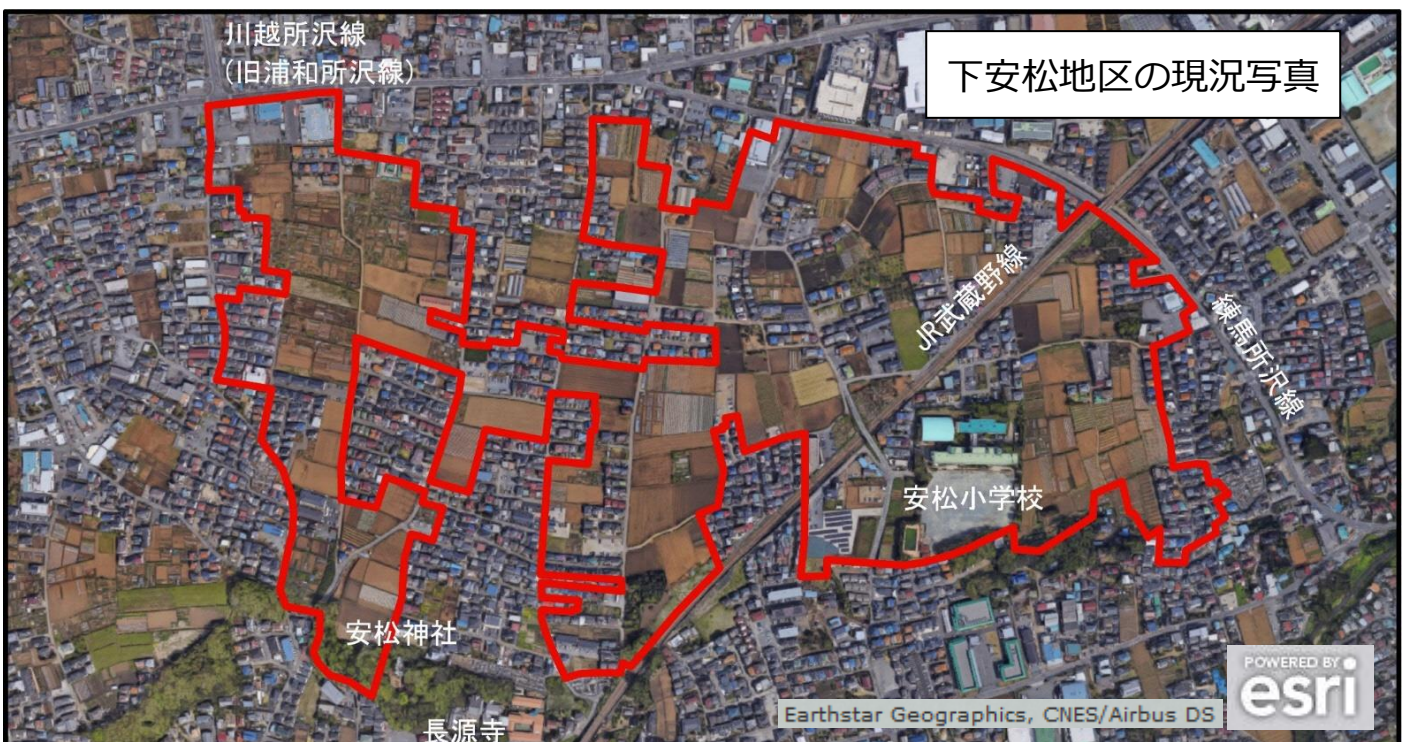 川越所沢線
(旧浦和所沢線)
下安松地区の現況写真
JR武蔵野線
練馬所沢線
安松小学校
安松神社
長源寺
POWERED BY
esri
Earthstar Geographics, CNES/Airbus DS